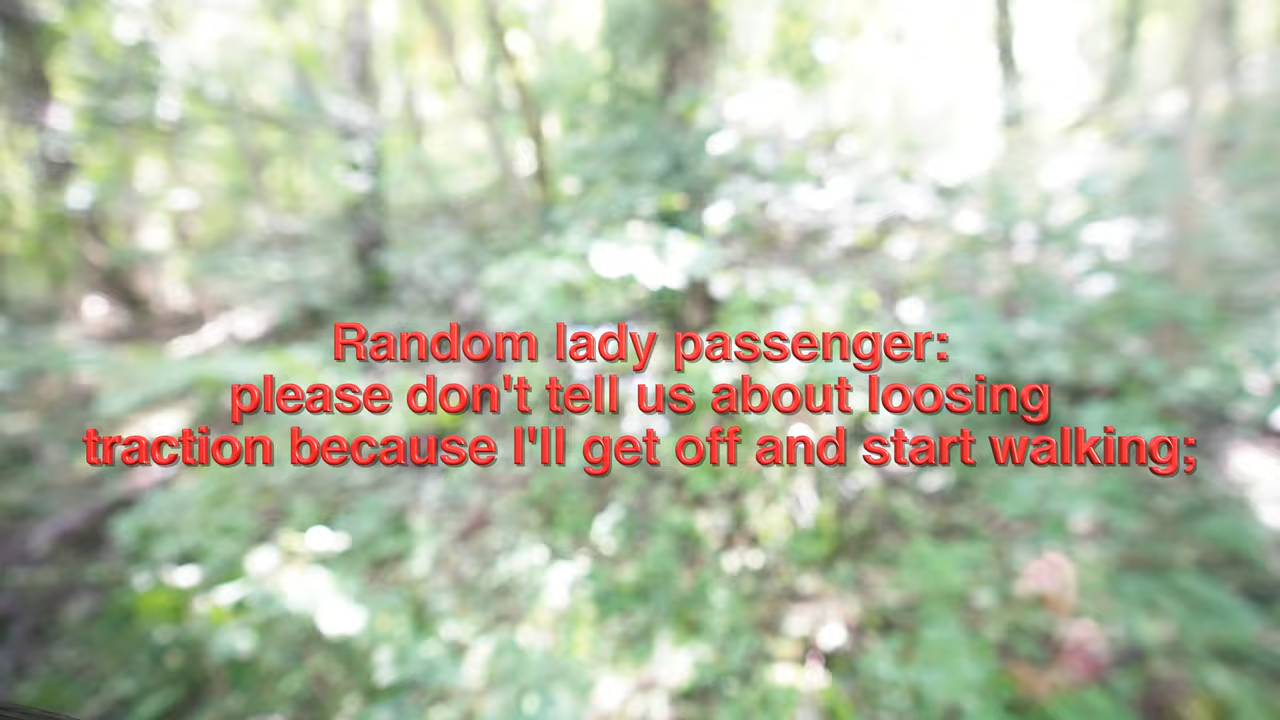 Random lady passenger:
please don't tell us about loosing
traction because I'll get off and start walking;